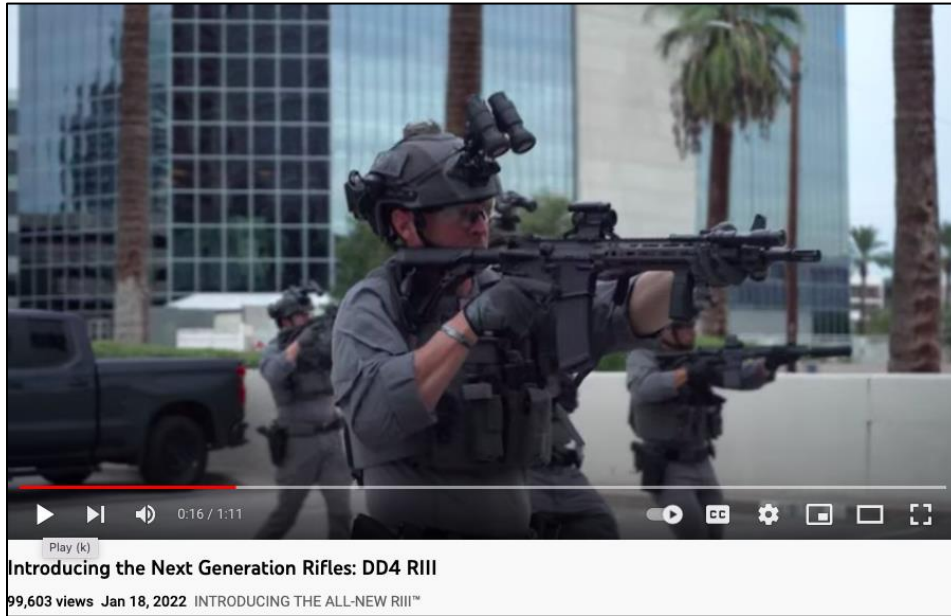 0:16 / 1:11
CC
Play (k)
Introducing the Next Generation Rifles: DD4 RIII
99,603 views Jan 18, 2022 INTRODUCING THE ALL-NEW RIII™